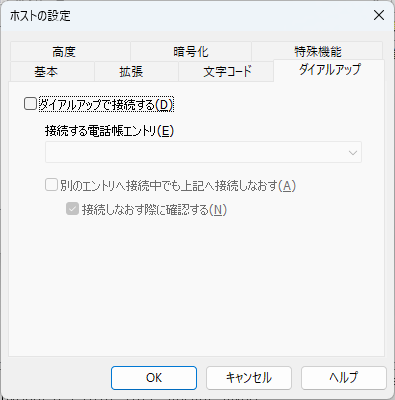 ホストの設定
高度
暗号化
特殊機能
基本
拡張
文字コード
ダイアルアップ
ダイアルアップで接続する(D)
接続する電話帳エントリ(E)
別のエントリへ接続中でも上記へ接続しなおす(A)
接続しなおす際に確認する(N)
OK
キャンセル
ヘルプ